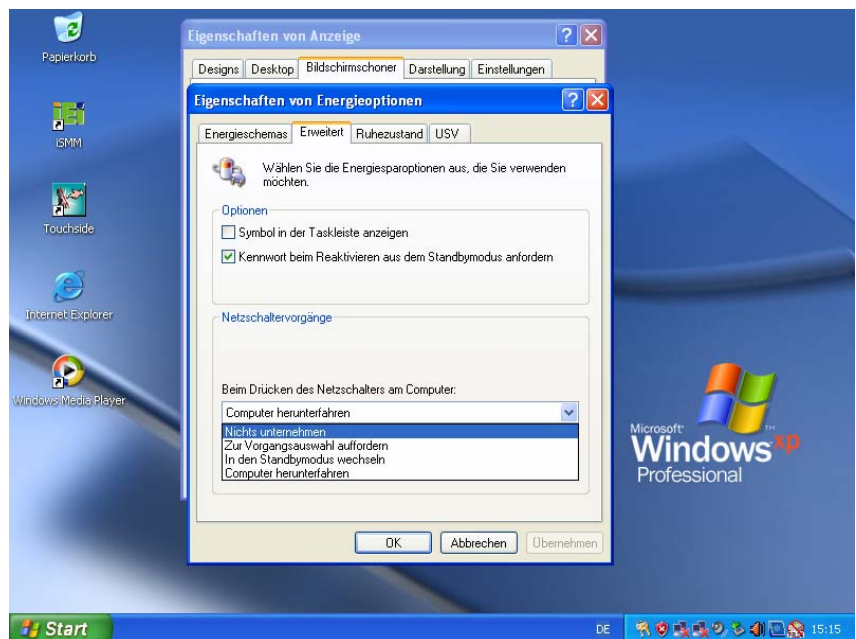 Papierkorb
iEi
iSMM
Touchside
Internet Explorer
Windows Media Player
Eigenschaften von Anzeige
Designs Desktop Bildschirmschoner Darstellung Einstellungen
Eigenschaften von Energieoptionen
Energieschemas Erweitert Ruhezustand USV
Wählen Sie die Energiesparoptionen aus, die Sie verwenden
möchten.
Optionen
Symbol in der Taskleiste anzeigen
Kennwort beim Reaktivieren aus dem Standbymodus anfordern
Netzschaltervorgänge
Beim Drücken des Netzschalters am Computer:
Computer herunterfahren
Nichts unternehmen
Zur Vorgangsauswahl auffordern
In den Standbymodus wechseln
Computer herunterfahren
OK Abbrechen Übernehmen
Microsoft
Windows xp
Professional
Start DE 15:15